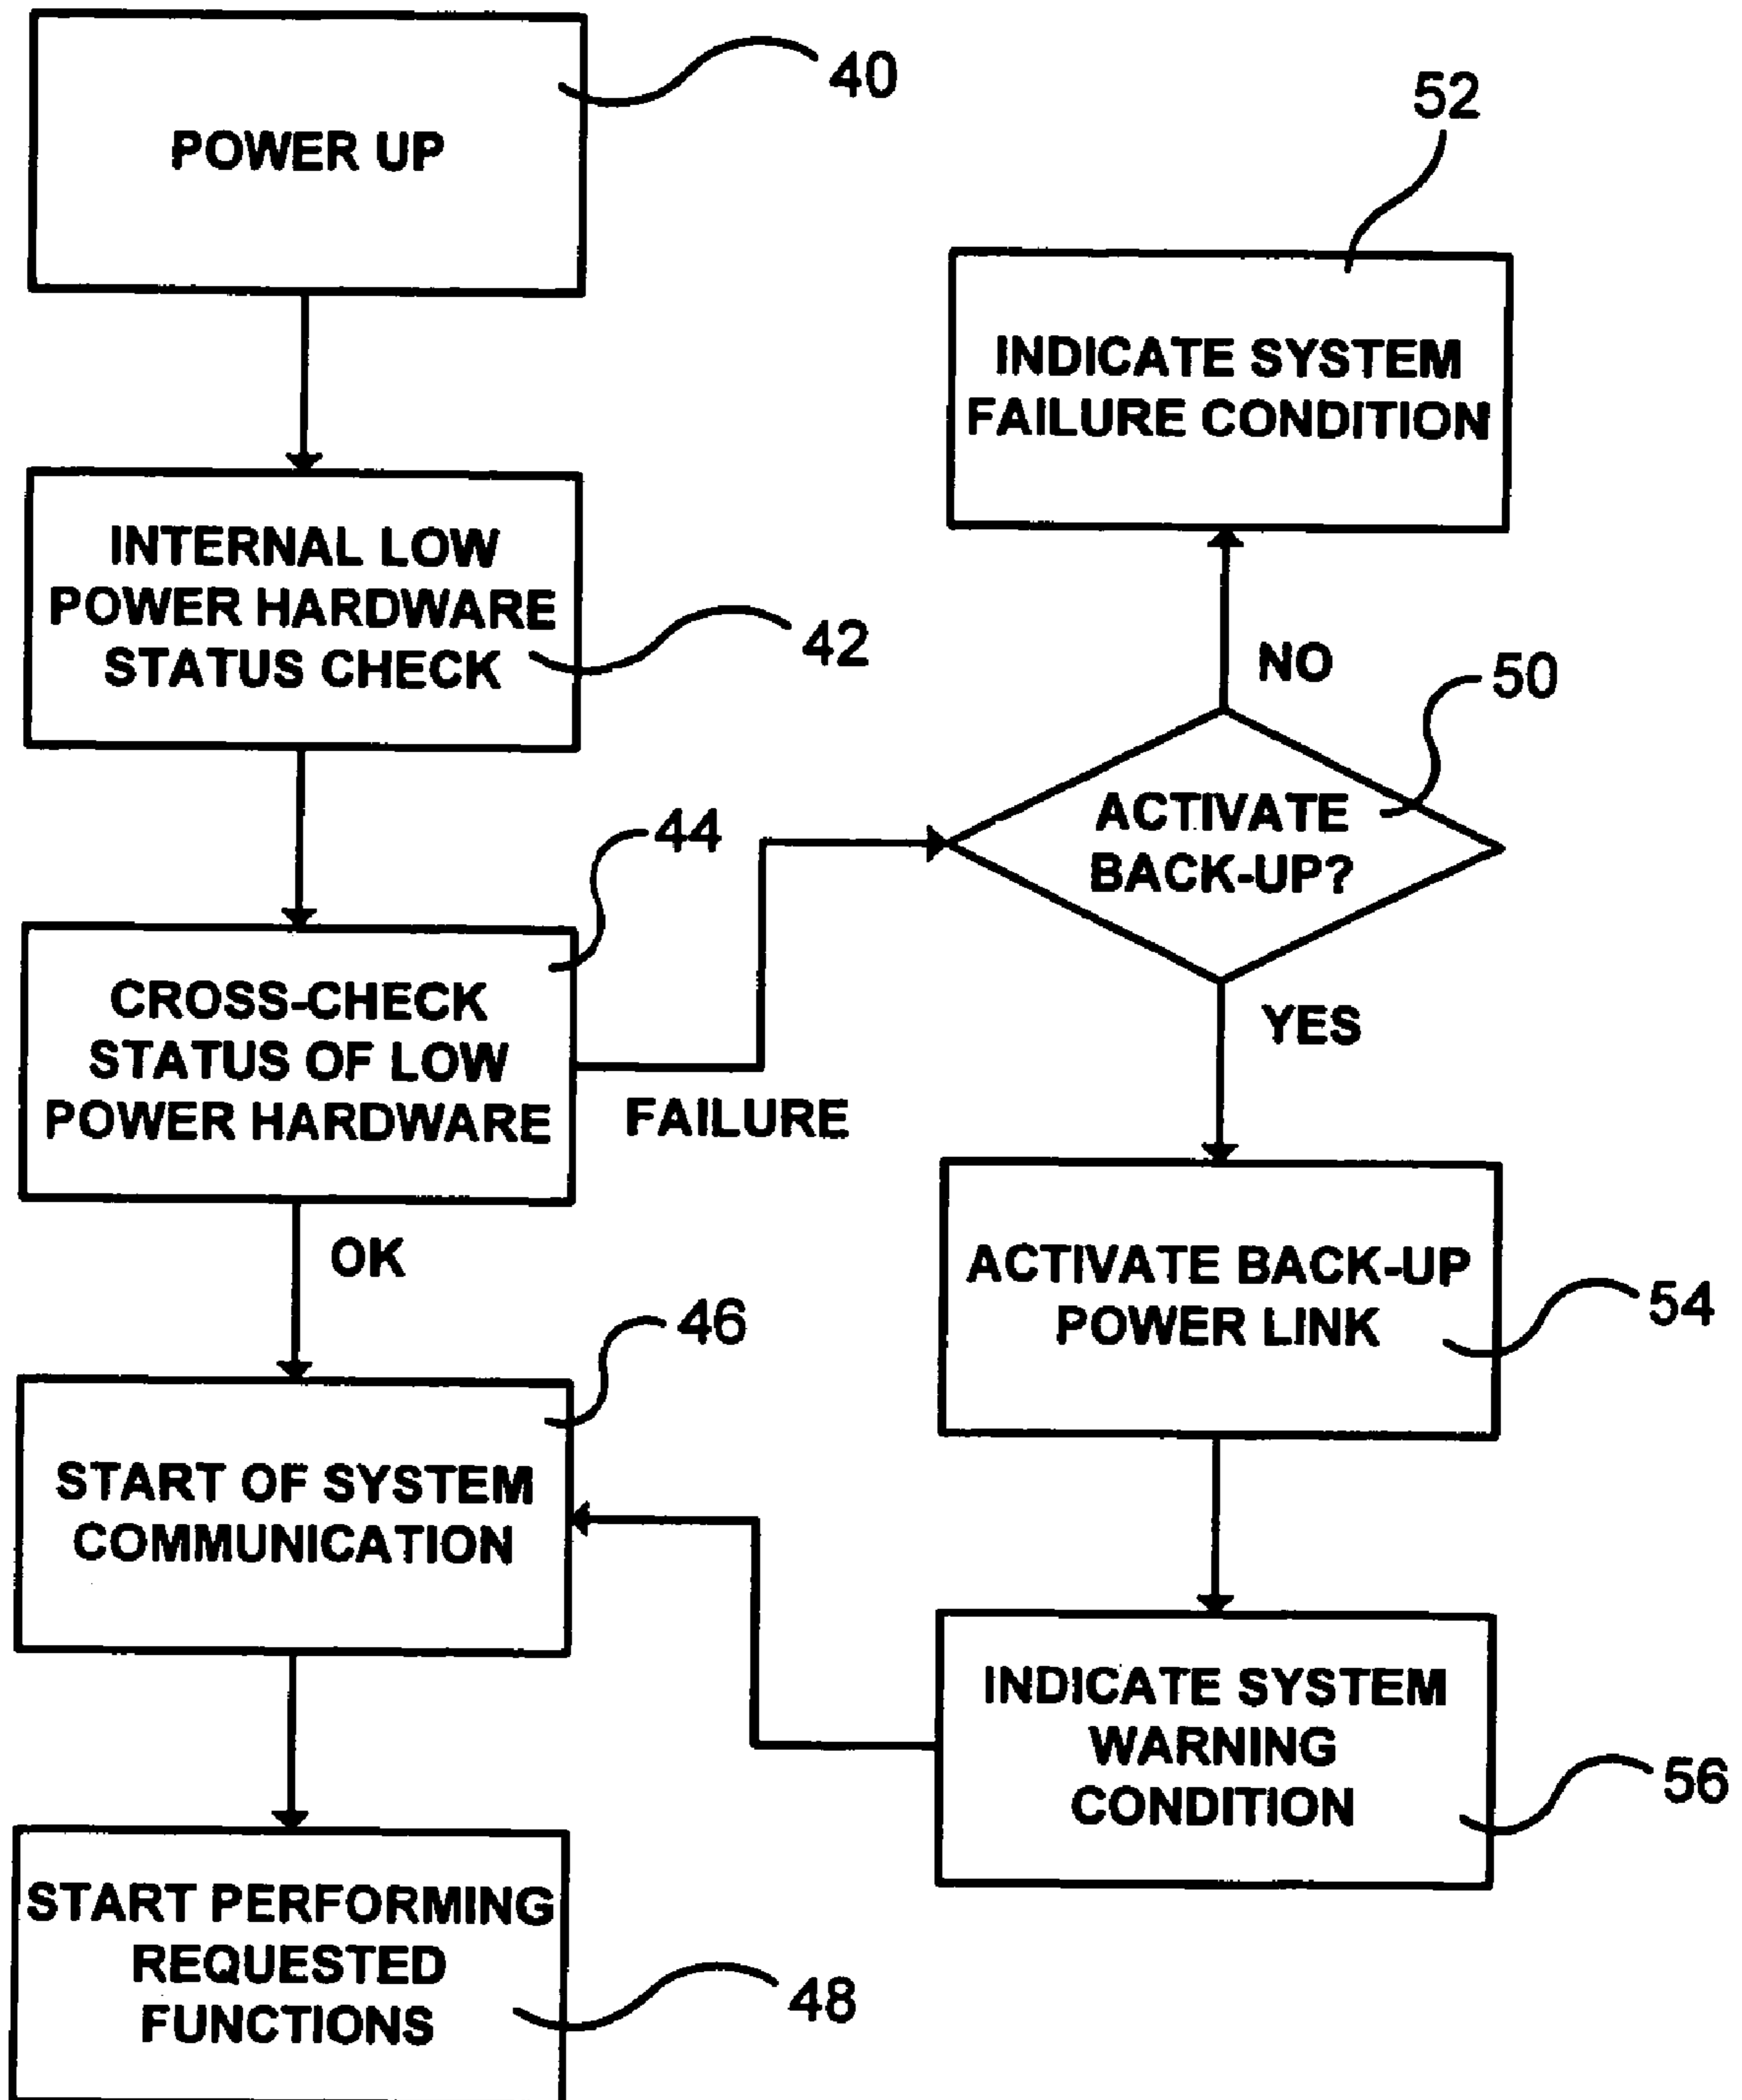 POWER UP
40
INTERNAL LOW
POWER HARDWARE
STATUS CHECK
42
CROSS-CHECK
STATUS OF LOW
POWER HARDWARE
44
FAILURE
OK
START OF SYSTEM
COMMUNICATION
46
START PERFORMING
REQUESTED
FUNCTIONS
48
52
INDICATE SYSTEM
FAILURE CONDITION
NO
50
ACTIVATE
BACK-UP?
YES
ACTIVATE BACK-UP
POWER LINK
54
INDICATE SYSTEM
WARNING
CONDITION
56